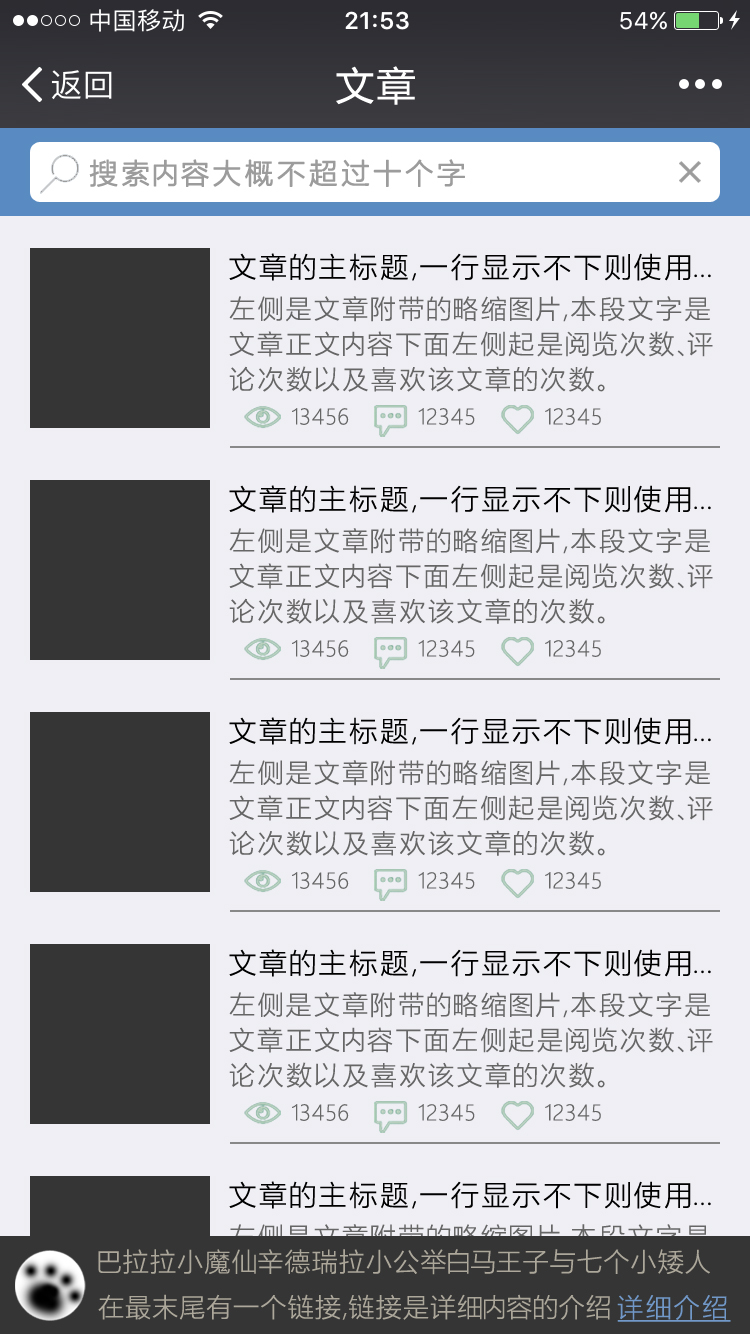 中国移动 21:53 54%
返回 文章 •••
搜索内容大概不超过十个字
文章的主标题,一行显示不下则使用...
左侧是文章附带的略缩图片,本段文字是
文章正文内容下面左侧起是阅览次数、评
论次数以及喜欢该文章的次数。
13456 12345 12345
文章的主标题,一行显示不下则使用...
左侧是文章附带的略缩图片,本段文字是
文章正文内容下面左侧起是阅览次数、评
论次数以及喜欢该文章的次数。
13456 12345 12345
文章的主标题,一行显示不下则使用...
左侧是文章附带的略缩图片,本段文字是
文章正文内容下面左侧起是阅览次数、评
论次数以及喜欢该文章的次数。
13456 12345 12345
文章的主标题,一行显示不下则使用...
左侧是文章附带的略缩图片,本段文字是
文章正文内容下面左侧起是阅览次数、评
论次数以及喜欢该文章的次数。
13456 12345 12345
文章的主标题,一行显示不下则使用...
左侧是文章附带的略缩图片,本段文字是
巴拉拉小魔仙辛德瑞拉小公举白马王子与七个小矮人
在最末尾有一个链接,链接是详细内容的介绍 详细介绍